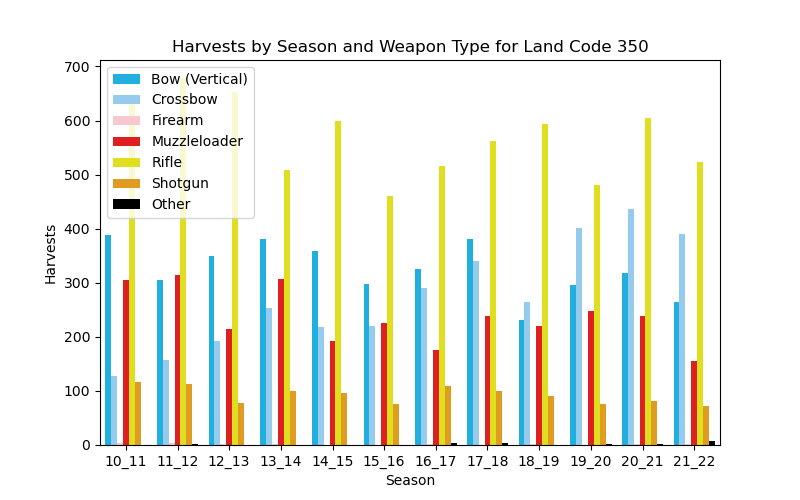 Harvests by Season and Weapon Type for Land Code 350
700
600
500
400
300
200
100
0
Harvests
Bow (Vertical)
Crossbow
Firearm
Muzzleloader
Rifle
Shotgun
Other
10_11 11_12 12_13 13_14 14_15 15_16 16_17 17_18 18_19 19_20 20_21 21_22
Season